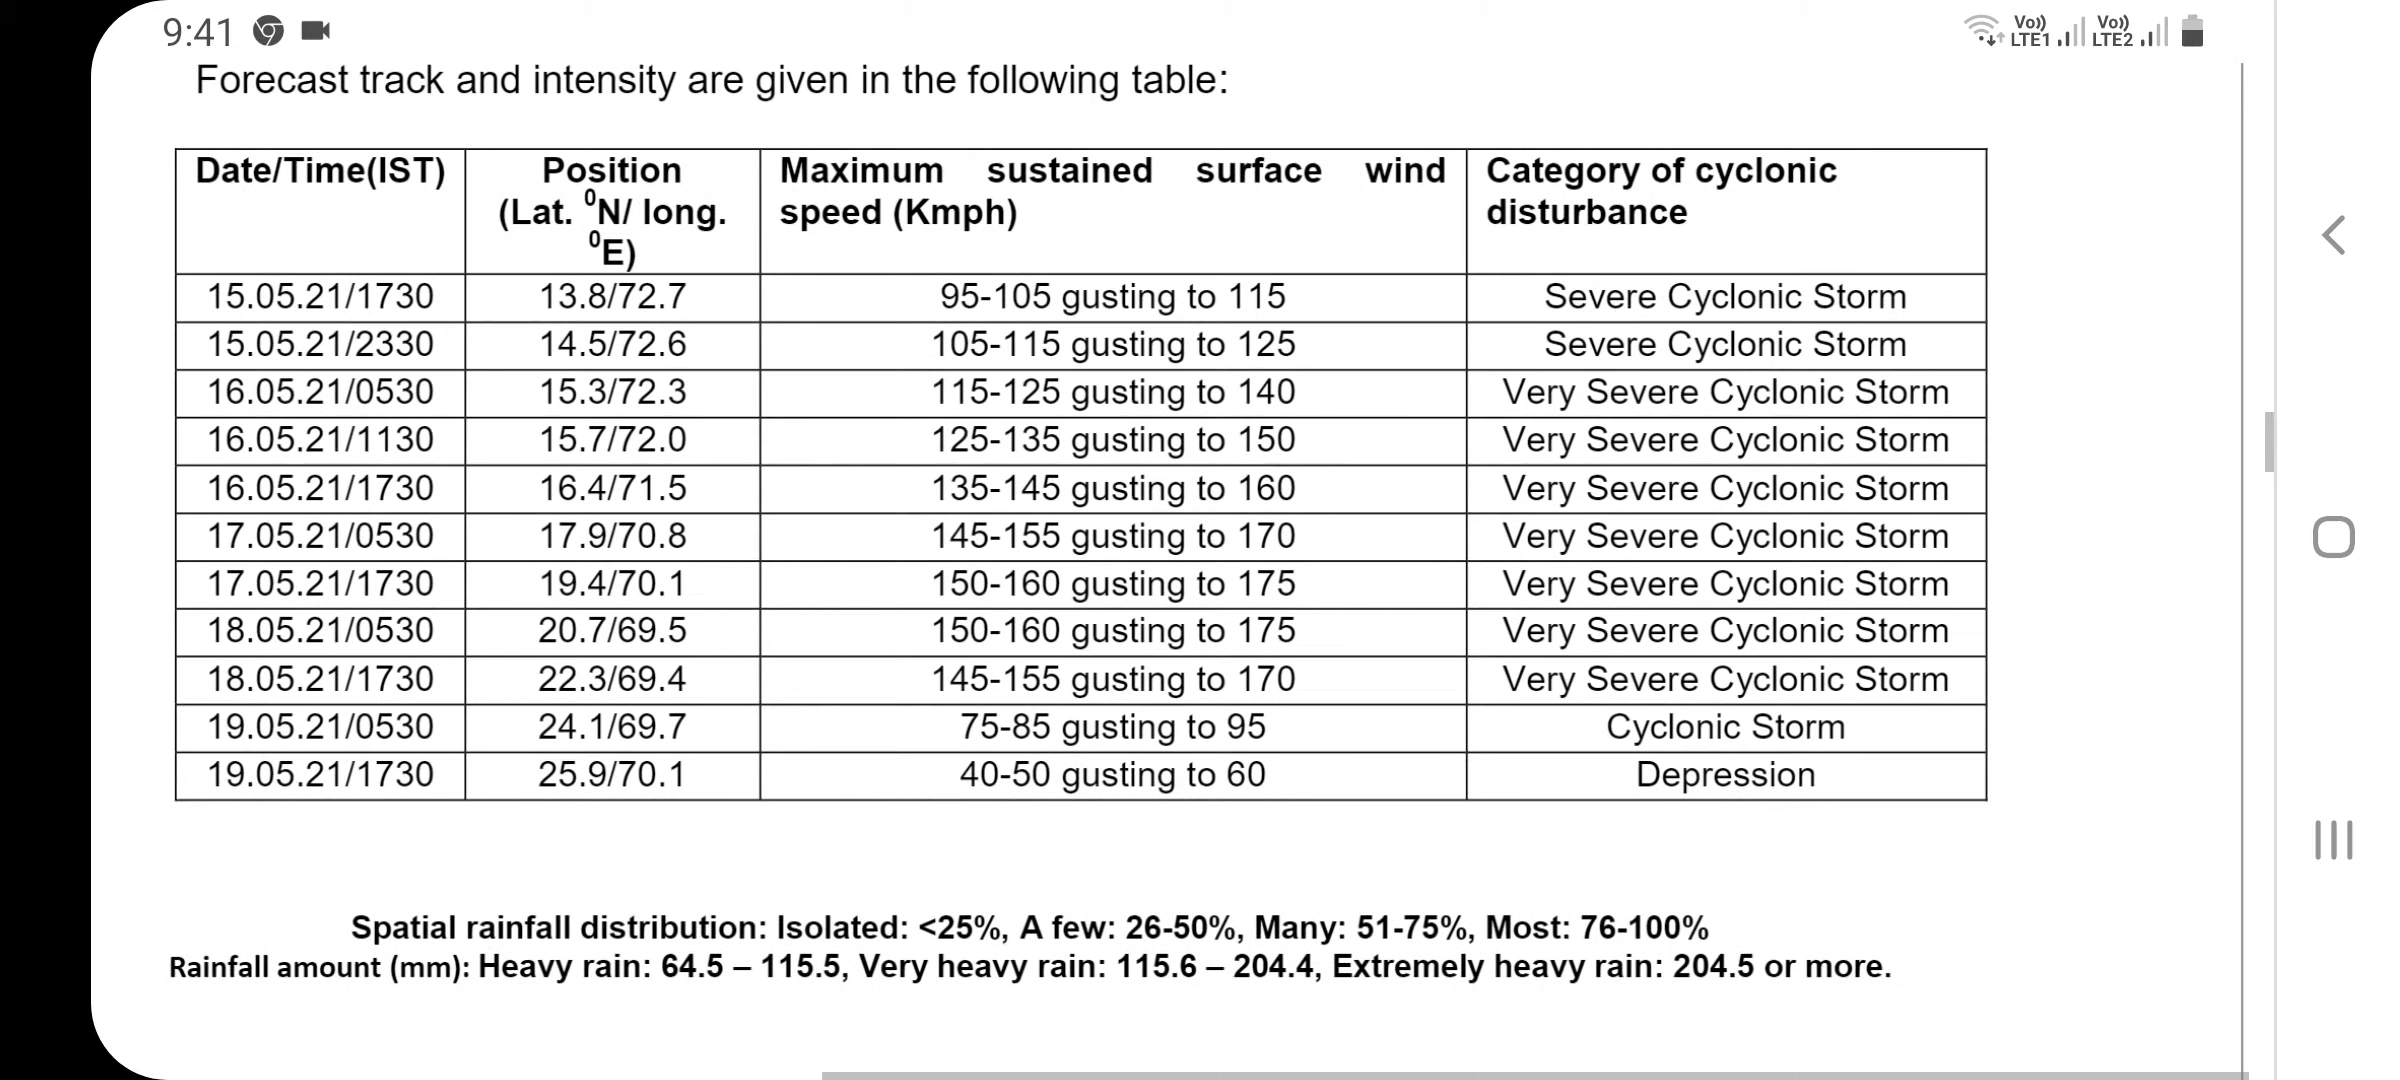 9:41
Vo)) LTE1 Vo)) LTE2
Forecast track and intensity are given in the following table:
Date/Time(IST) Position (Lat. ⁰N/ long. ⁰E) Maximum sustained surface wind speed (Kmph) Category of cyclonic disturbance
15.05.21/1730 13.8/72.7 95-105 gusting to 115 Severe Cyclonic Storm
15.05.21/2330 14.5/72.6 105-115 gusting to 125 Severe Cyclonic Storm
16.05.21/0530 15.3/72.3 115-125 gusting to 140 Very Severe Cyclonic Storm
16.05.21/1130 15.7/72.0 125-135 gusting to 150 Very Severe Cyclonic Storm
16.05.21/1730 16.4/71.5 135-145 gusting to 160 Very Severe Cyclonic Storm
17.05.21/0530 17.9/70.8 145-155 gusting to 170 Very Severe Cyclonic Storm
17.05.21/1730 19.4/70.1 150-160 gusting to 175 Very Severe Cyclonic Storm
18.05.21/0530 20.7/69.5 150-160 gusting to 175 Very Severe Cyclonic Storm
18.05.21/1730 22.3/69.4 145-155 gusting to 170 Very Severe Cyclonic Storm
19.05.21/0530 24.1/69.7 75-85 gusting to 95 Cyclonic Storm
19.05.21/1730 25.9/70.1 40-50 gusting to 60 Depression
Spatial rainfall distribution: Isolated: <25%, A few: 26-50%, Many: 51-75%, Most: 76-100%
Rainfall amount (mm): Heavy rain: 64.5 – 115.5, Very heavy rain: 115.6 – 204.4, Extremely heavy rain: 204.5 or more.